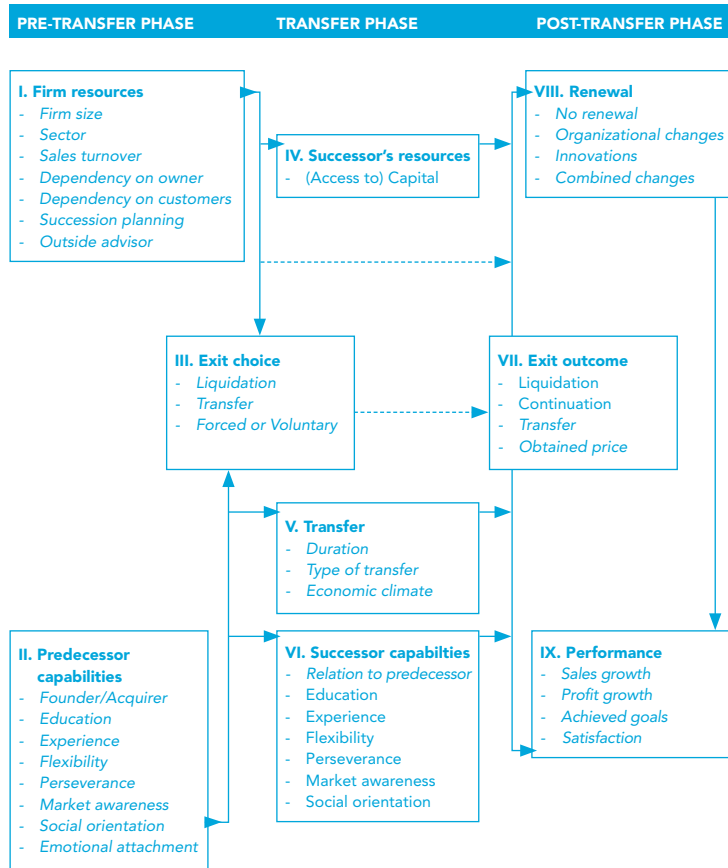 PRE-TRANSFER PHASE
TRANSFER PHASE
POST-TRANSFER PHASE
I. Firm resources
- Firm size
- Sector
- Sales turnover
- Dependency on owner
- Dependency on customers
- Succession planning
- Outside advisor
IV. Successor's resources
- (Access to) Capital
VIII. Renewal
- No renewal
- Organizational changes
- Innovations
- Combined changes
III. Exit choice
- Liquidation
- Transfer
- Forced or Voluntary
VII. Exit outcome
- Liquidation
- Continuation
- Transfer
- Obtained price
V. Transfer
- Duration
- Type of transfer
- Economic climate
II. Predecessor
capabilities
- Founder/Acquirer
- Education
- Experience
- Flexibility
- Perseverance
- Market awareness
- Social orientation
- Emotional attachment
VI. Successor capabilties
- Relation to predecessor
- Education
- Experience
- Flexibility
- Perseverance
- Market awareness
- Social orientation
IX. Performance
- Sales growth
- Profit growth
- Achieved goals
- Satisfaction